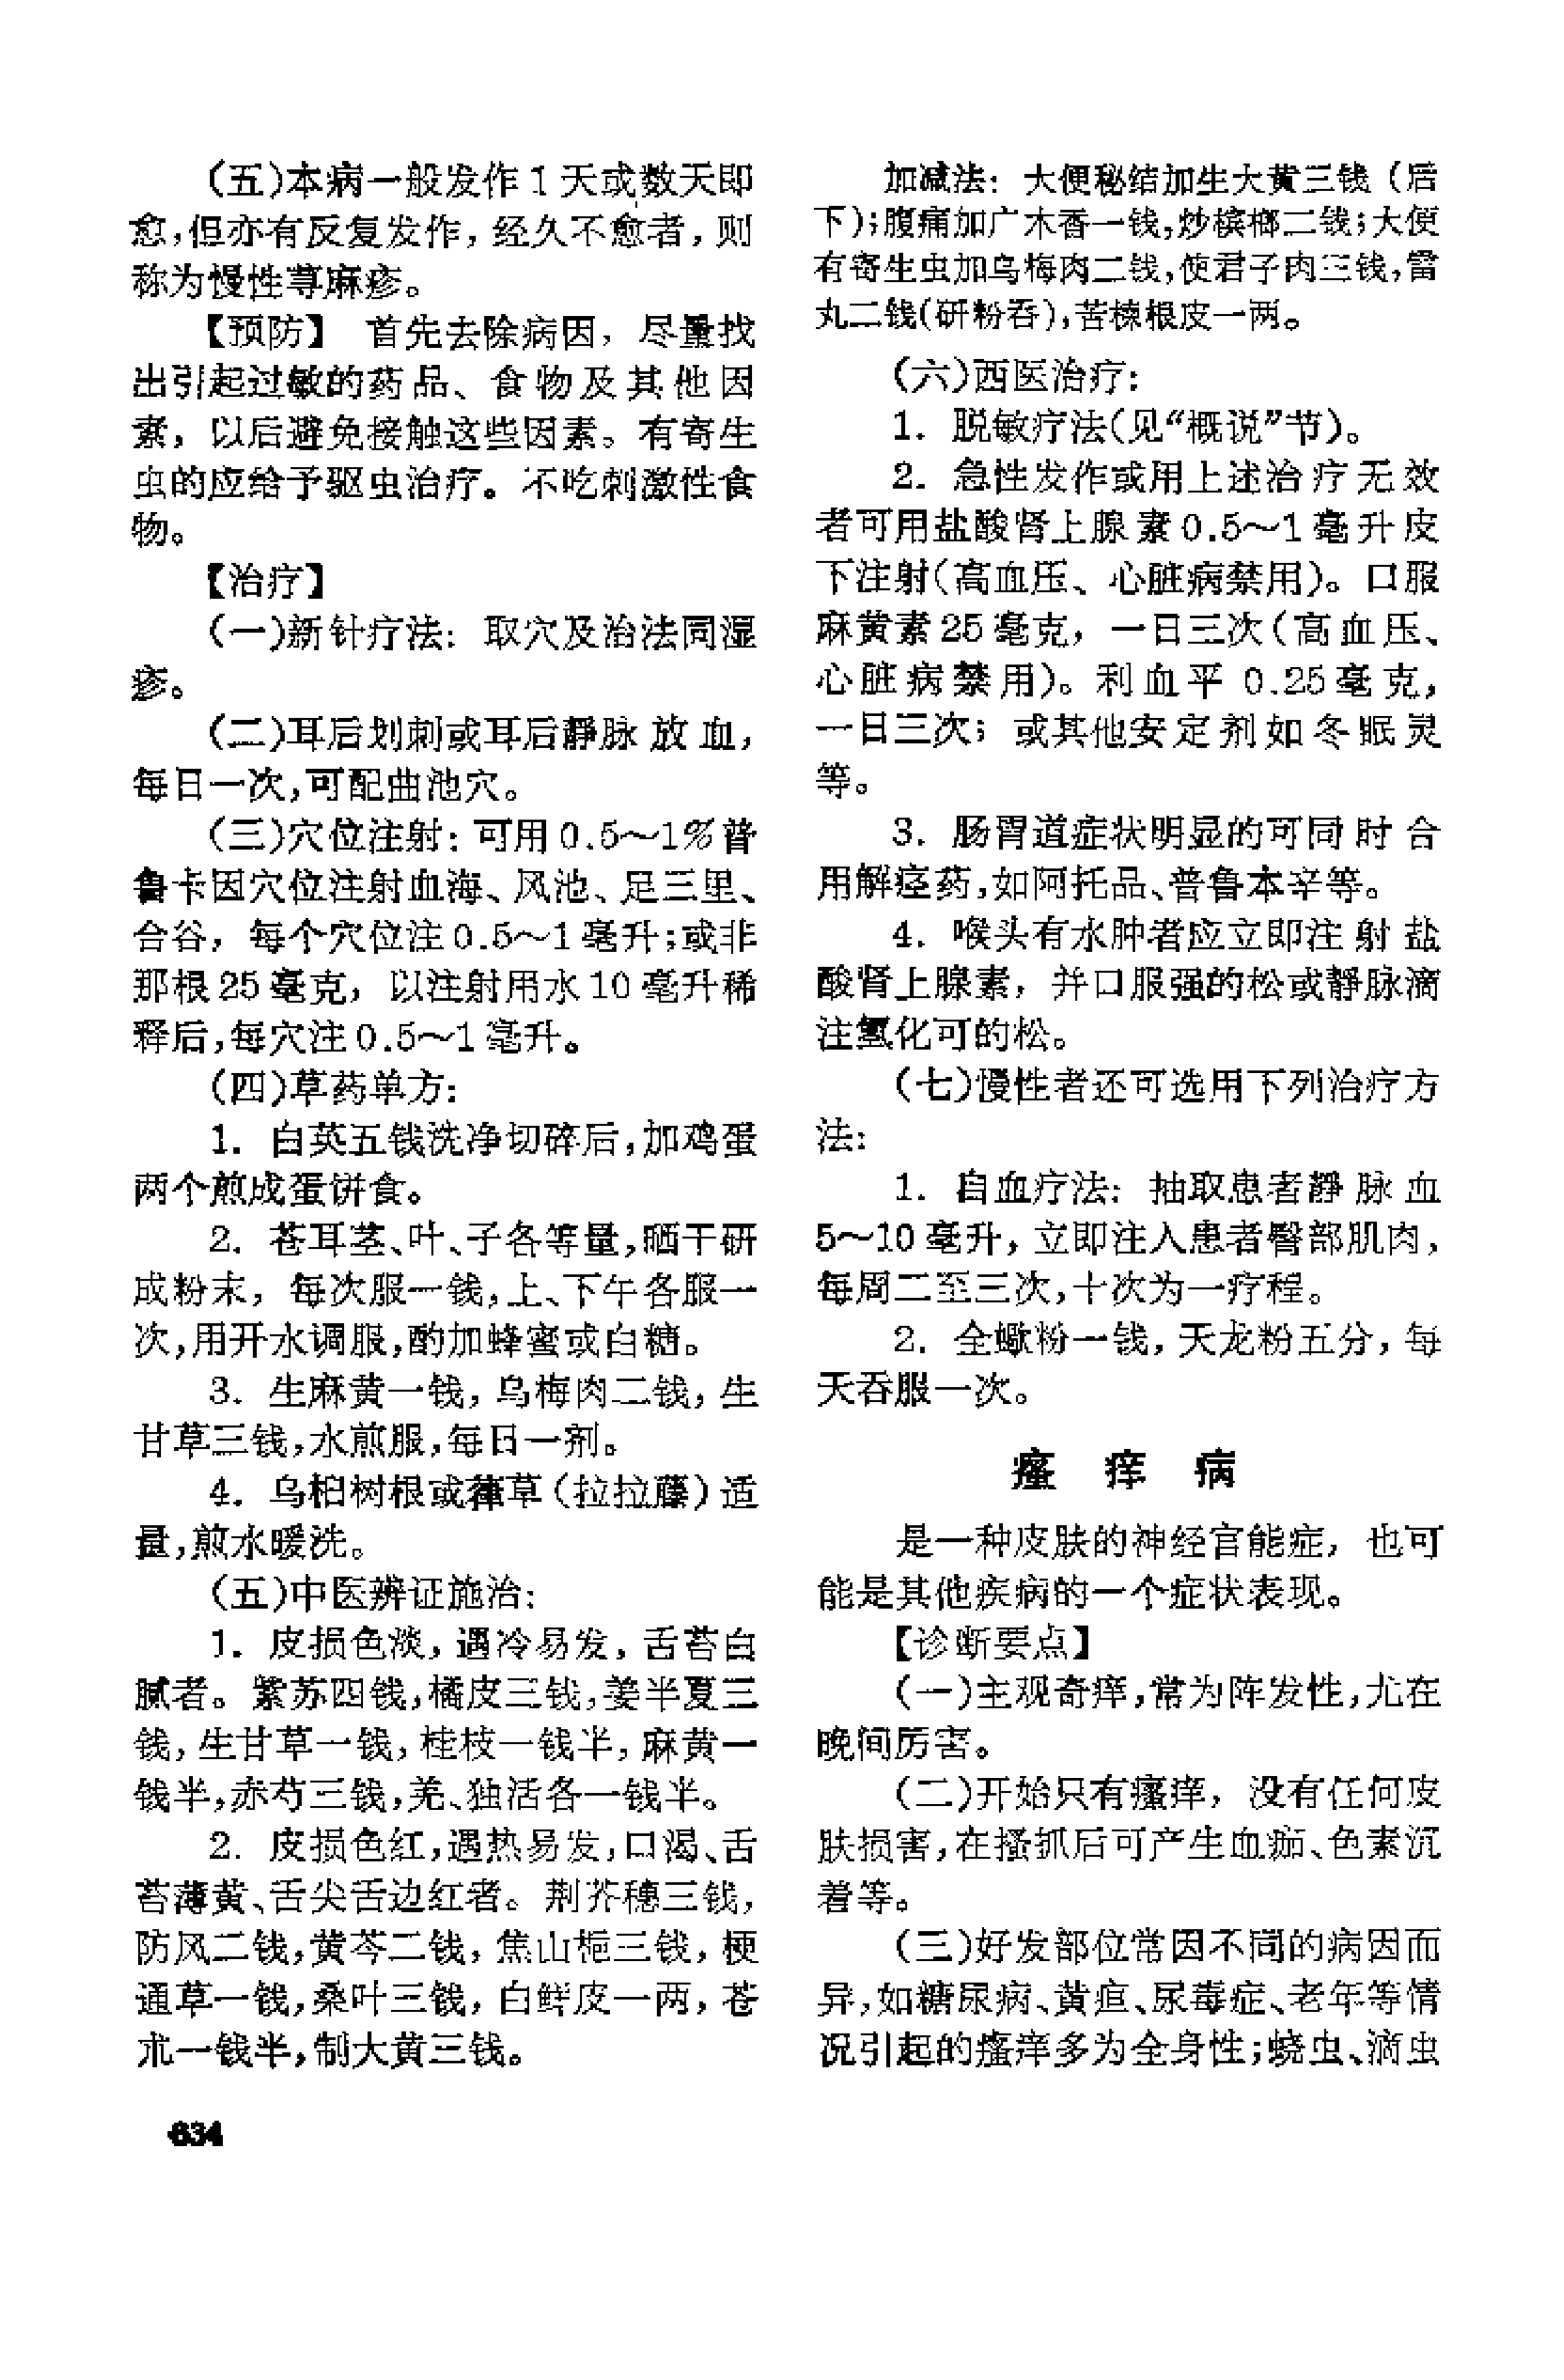 (五)本病一般发作1天或数天即
愈,但亦有反复发作,经久不愈者,则
称为慢性荨麻疹。
【预防】 首先去除病因,尽量找
出引起过敏的药品、食物及其他因
素,以后避免接触这些因素。有寄生
虫的应给予驱虫治疗。不吃刺激性食
物。
【治疗】
(一)新针疗法:取穴及治法同湿
疹。
(二)耳后划刺或耳后静脉放血,
每日一次,可配曲池穴。
(三)穴位注射:可用0.5～1%普
鲁卡因穴位注射血海、风池、足三里、
合谷,每个穴位注0.5～1毫升;或非
那根25毫克,以注射用水10毫升稀
释后,每穴注0.5～1毫升。
(四)草药单方:
1. 白英五钱洗净切碎后,加鸡蛋
两个煎成蛋饼食。
2. 苍耳茎、叶、子各等量,晒干研
成粉末,每次服一钱,上、下午各服一
次,用开水调服,酌加蜂蜜或白糖。
3. 生麻黄一钱,乌梅肉二钱,生
甘草三钱,水煎服,每日一剂。
4. 乌桕树根或葎草(拉拉藤)适
量,煎水暖洗。
(五)中医辨证施治:
1. 皮损色淡,遇冷易发,舌苔白
腻者。紫苏四钱,橘皮三钱,姜半夏三
钱,生甘草一钱,桂枝一钱半,麻黄一
钱半,赤芍三钱,羌、独活各一钱半。
2. 皮损色红,遇热易发,口渴、舌
苔薄黄、舌尖舌边红者。荆芥穗三钱,
防风二钱,黄芩二钱,焦山栀三钱,梗
通草一钱,桑叶三钱,白鲜皮一两,苍
朮一钱半,制大黄三钱。
634
加减法:大便秘结加生大黄三钱(后
下);腹痛加广木香一钱,炒槟榔二钱;大便
有寄生虫加乌梅肉二钱,使君子肉三钱,雷
丸二钱(研粉吞),苦楝根皮一两。
(六)西医治疗:
1. 脱敏疗法(见“概说”节)。
2. 急性发作或用上述治疗无效
者可用盐酸肾上腺素0.5～1毫升皮
下注射(高血压、心脏病禁用)。口服
麻黄素25毫克,一日三次(高血压、
心脏病禁用)。利血平0.25毫克,
一日三次;或其他安定剂如冬眠灵
等。
3. 肠胃道症状明显的可同时合
用解痉药,如阿托品、普鲁本辛等。
4. 喉头有水肿者应立即注射盐
酸肾上腺素,并口服强的松或静脉滴
注氢化可的松。
(七)慢性者还可选用下列治疗方
法:
1. 自血疗法:抽取患者静脉血
5～10毫升,立即注入患者臀部肌肉,
每周二至三次,十次为一疗程。
2. 全蝎粉一钱,天龙粉五分,每
天吞服一次。
瘙 痒 病
是一种皮肤的神经官能症,也可
能是其他疾病的一个症状表现。
【诊断要点】
(一)主观奇痒,常为阵发性,尤在
晚间厉害。
(二)开始只有瘙痒,没有任何皮
肤损害,在搔抓后可产生血痂、色素沉
着等。
(三)好发部位常因不同的病因而
异,如糖尿病、黄疸、尿毒症、老年等情
况引起的瘙痒多为全身性;蛲虫、滴虫